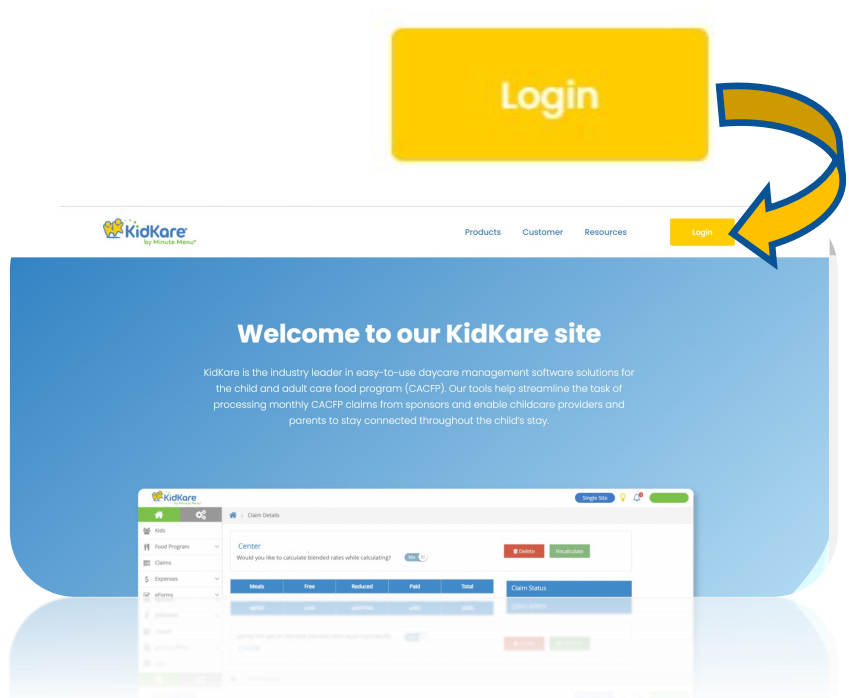 Login
KidKare
by Minute Menu®
Products Customer Resources Login
Welcome to our KidKare site
KidKare is the industry leader in easy-to-use daycare management software solutions for
the child and adult care food program (CACFP). Our tools help streamline the task of
processing monthly CACFP claims from sponsors and enable childcare providers and
parents to stay connected throughout the child's stay.
KidKare
by Minute Menu
Single Site
Claim Details
Kids
Food Program
Claims
Expenses
eForms
Center
Would you like to calculate blended rates while calculating? Yes
Delete Recalculate
Meals Free Reduced Paid Total
Claim Status